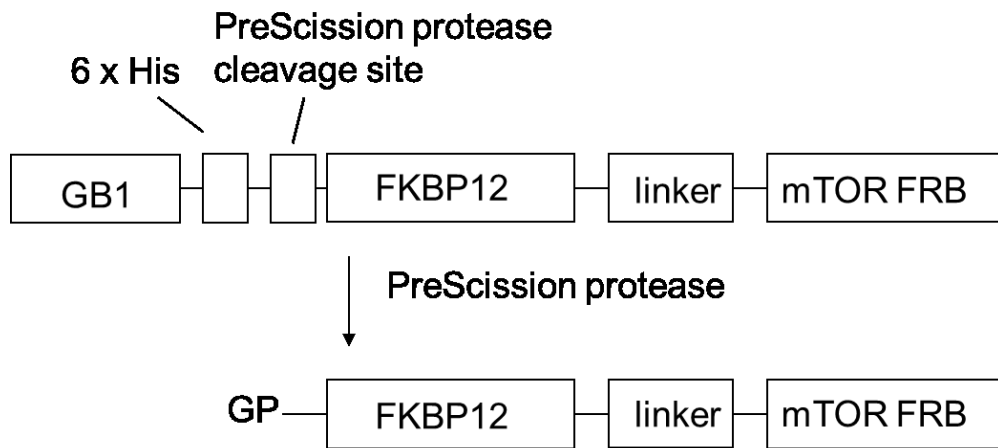 PreScission protease
6 x His cleavage site
GB1 FKBP12 linker mTOR FRB
PreScission protease
GP FKBP12 linker mTOR FRB